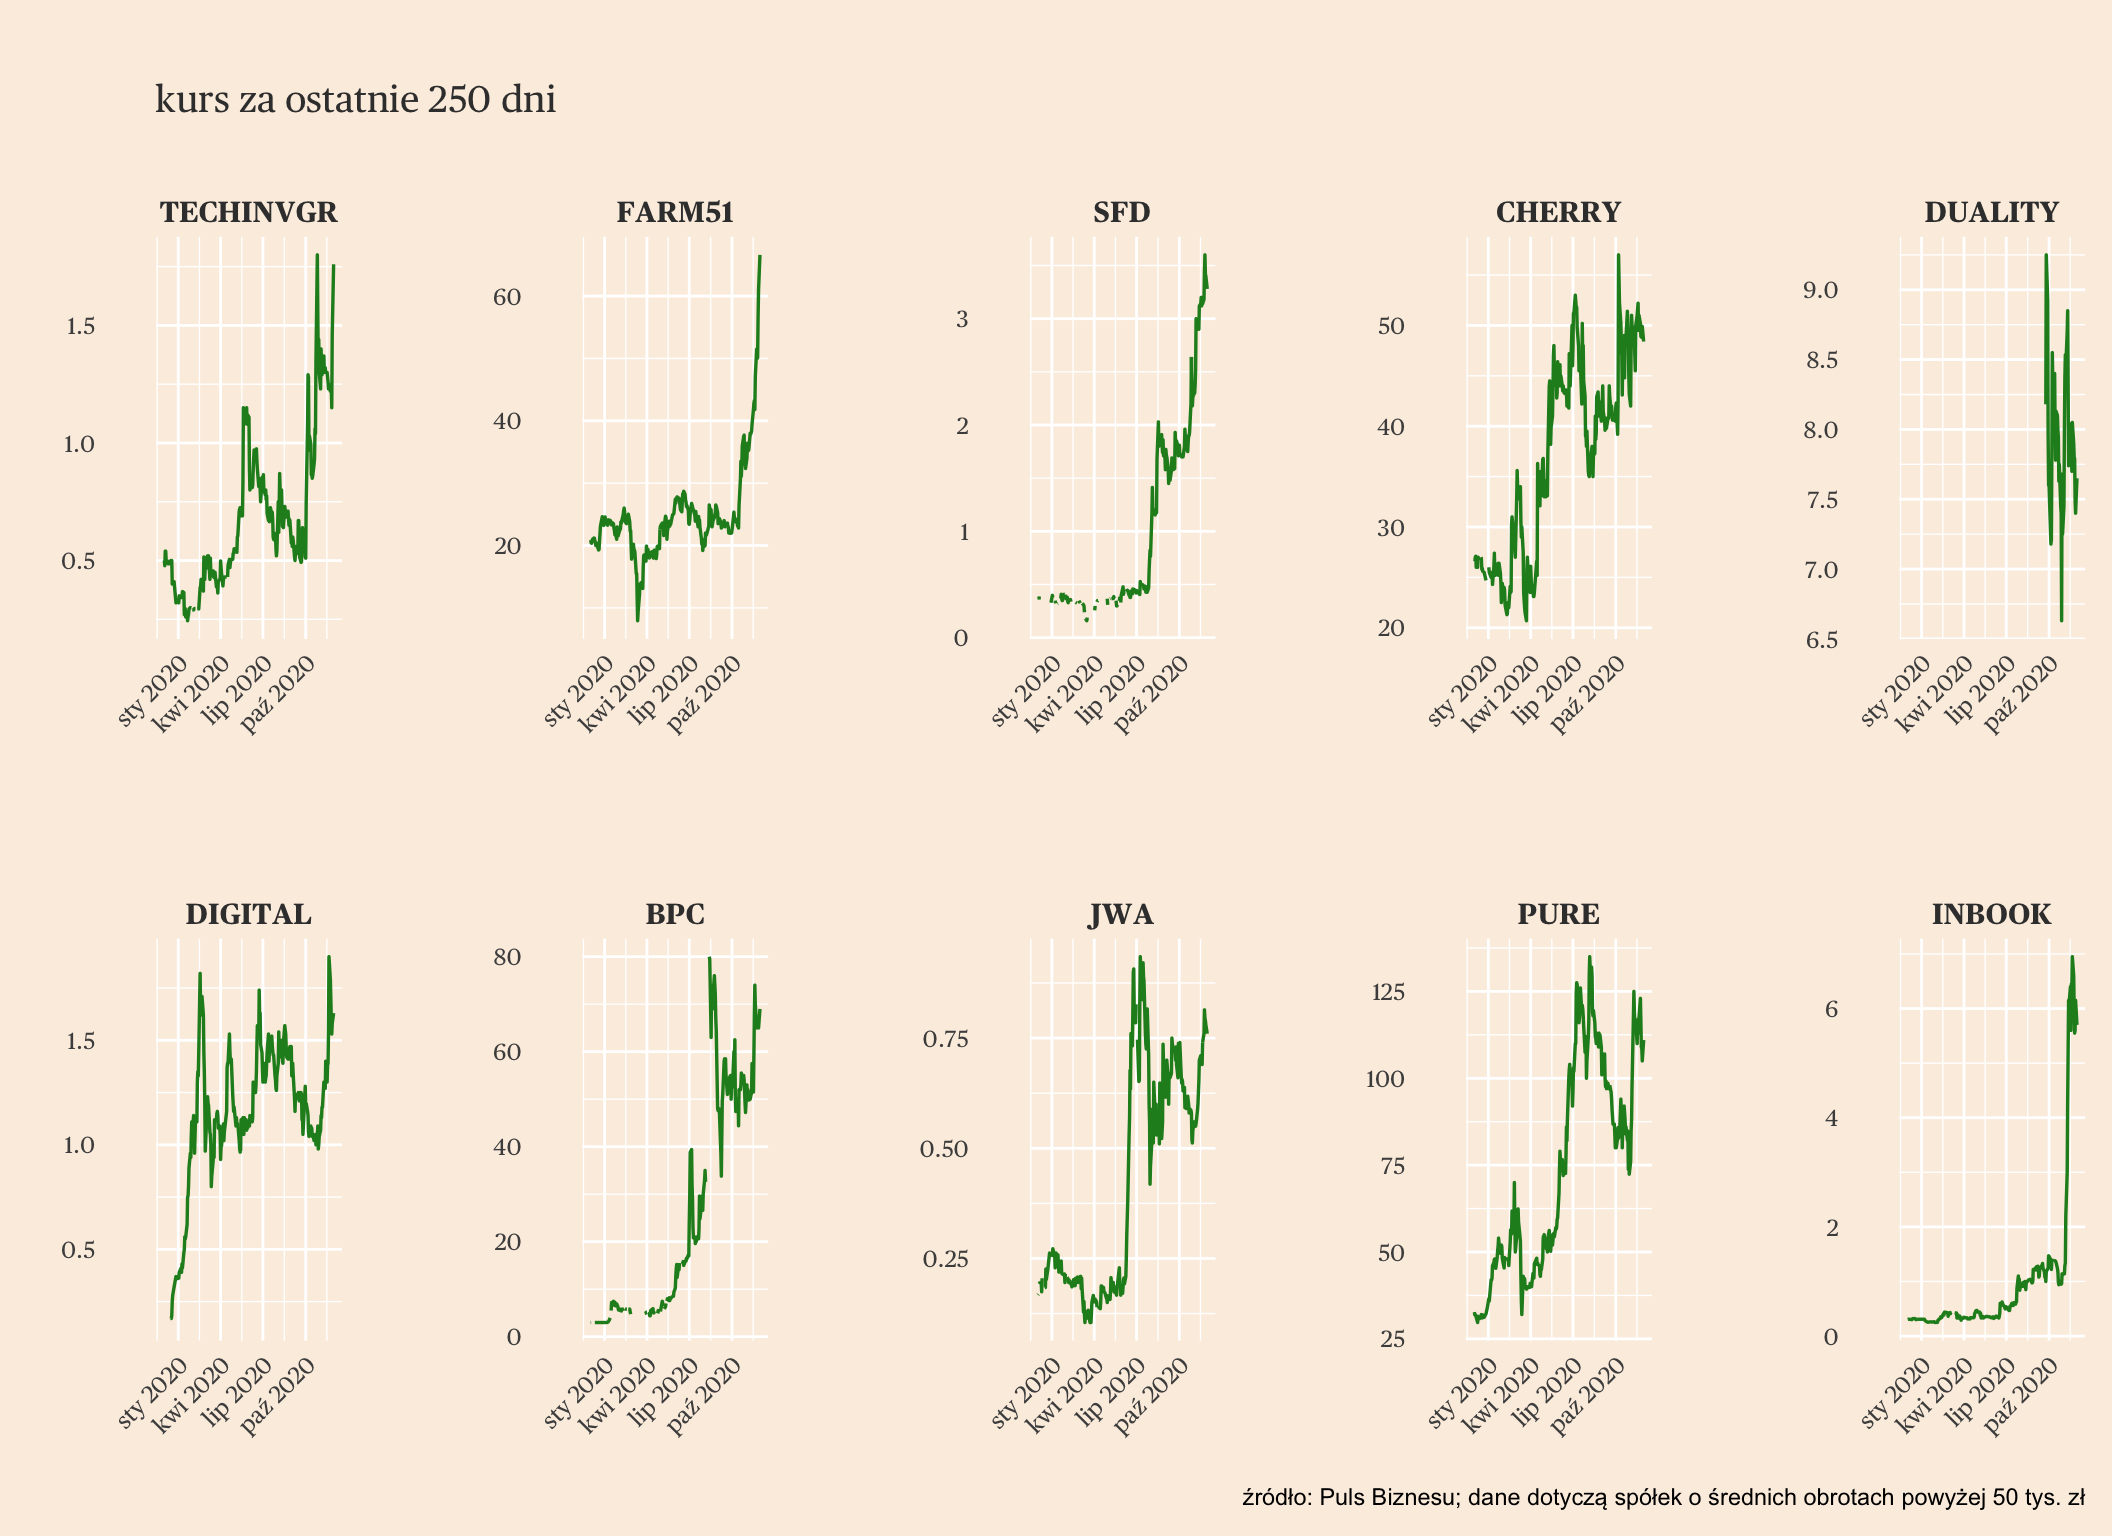 kurs za ostatnie 250 dni
TECHINVGR
FARM51
SFD
CHERRY
DUALITY
1.5
1.0
0.5
60
40
20
3
2
1
0
50
40
30
20
9.0
8.5
8.0
7.5
7.0
6.5
sty 2020
kwi 2020
lip 2020
paź 2020
sty 2020
kwi 2020
lip 2020
paź 2020
sty 2020
kwi 2020
lip 2020
paź 2020
sty 2020
kwi 2020
lip 2020
paź 2020
sty 2020
kwi 2020
lip 2020
paź 2020
DIGITAL
BPC
JWA
PURE
INBOOK
1.5
1.0
0.5
80
60
40
20
0
0.75
0.50
0.25
125
100
75
50
25
6
4
2
0
sty 2020
kwi 2020
lip 2020
paź 2020
sty 2020
kwi 2020
lip 2020
paź 2020
sty 2020
kwi 2020
lip 2020
paź 2020
sty 2020
kwi 2020
lip 2020
paź 2020
sty 2020
kwi 2020
lip 2020
paź 2020
źródło: Puls Biznesu; dane dotyczą spółek o średnich obrotach powyżej 50 tys. zł